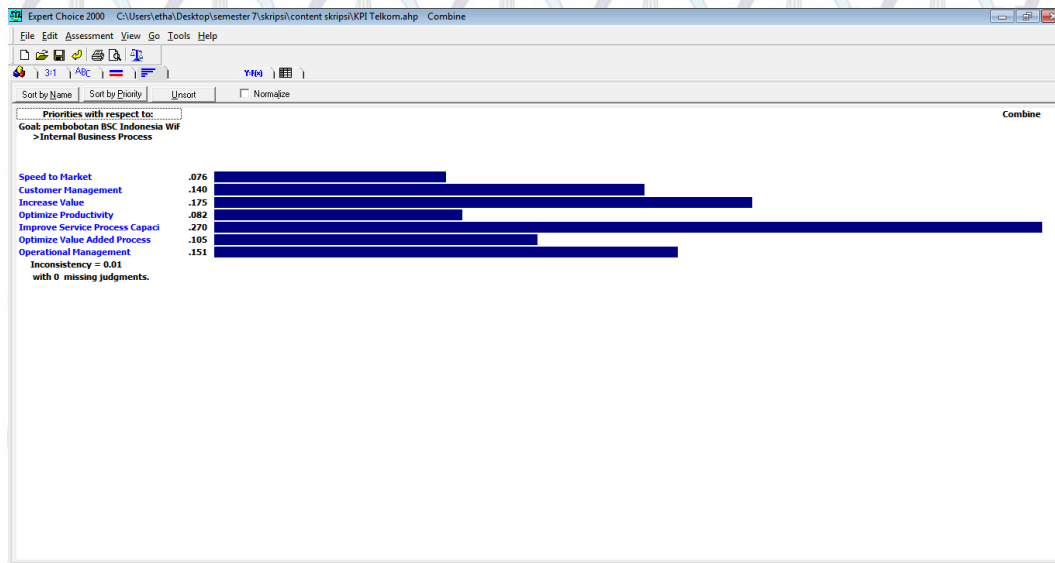 Expert Choice 2000 C:\Users\etha\Desktop\semester 7\skripsi\content skripsi\KPI Telkom.ahp Combine
File Edit Assessment View Go Tools Help
3:1 ABC Y=f(x)
Sort by Name Sort by Priority Unsort Normalize
Priorities with respect to: Combine
Goal: pembobotan BSC Indonesia WiF
>Internal Business Process
Speed to Market .076
Customer Management .140
Increase Value .175
Optimize Productivity .082
Improve Service Process Capaci .270
Optimize Value Added Process .105
Operational Management .151
Inconsistency = 0.01
with 0 missing judgments.